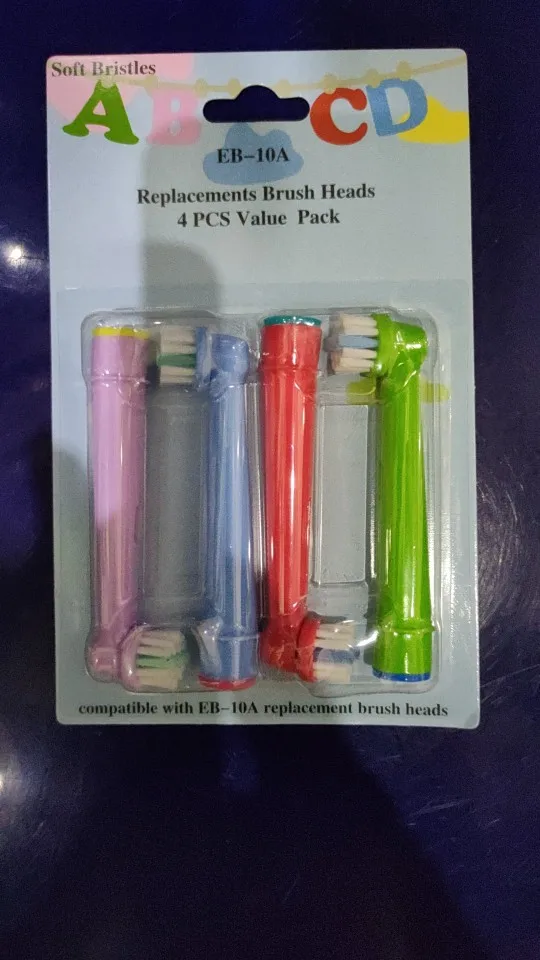 Soft Bristles
ABCD
EB-10A
Replacements Brush Heads
4 PCS Value Pack
compatible with EB-10A replacement brush heads